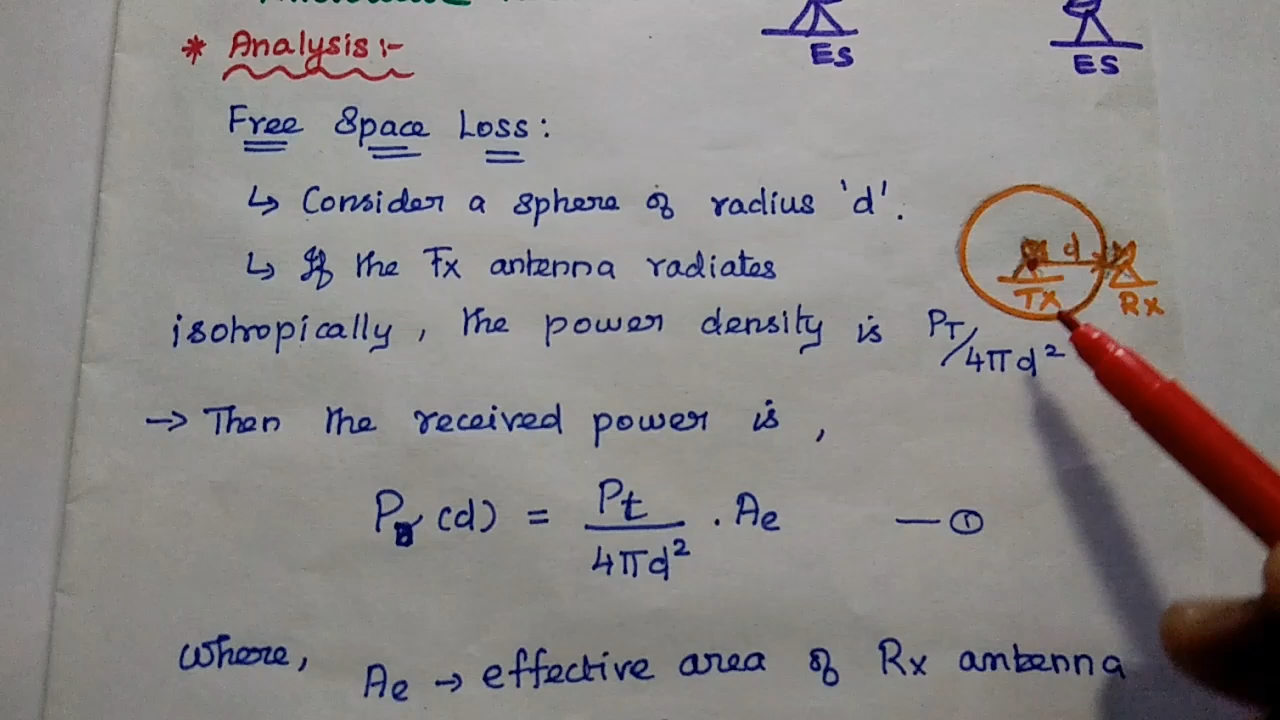 * Analysis :-
ES
ES
Free Space Loss :
↳ Consider a sphere of radius 'd'.
↳ If the Tx antenna radiates
isotropically, the power density is PT/4πd²
d
Tx
Rx
→ Then the received power is,
Pr (d) = Pt/4πd² . Ae — ①
Where,
Ae → effective area of Rx antenna